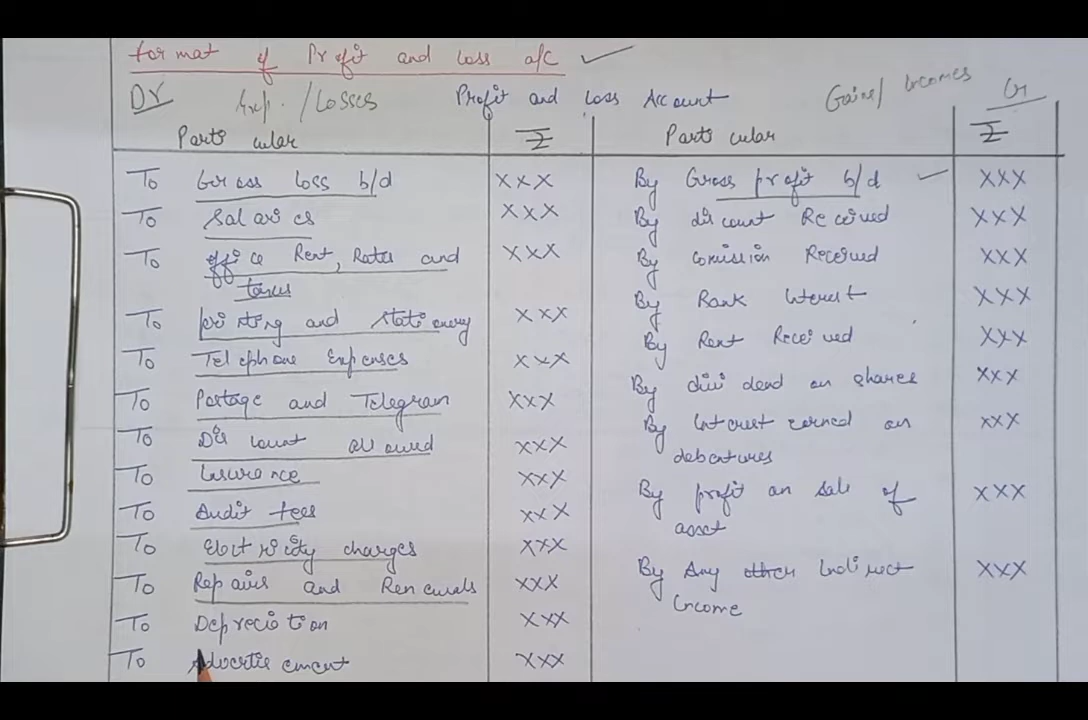 Format of Profit and Loss a/c
Dr Exp. / Losses Profit and Loss Account Gains/ Incomes Cr
Particular ₹ Particular ₹
To Gross Loss b/d xxx By Gross profit b/d xxx
To Salaries xxx By discount Received xxx
To office Rent, Rates and xxx By Comission Received xxx
taxes By Bank Interest xxx
To printing and stationary xxx By Rent Received xxx
To Telephone Expenses xxx By dividend on shares xxx
To Postage and Telegram xxx By Interest earned on xxx
To Discount allowed xxx debentures
To Insurance xxx By profit on sale of xxx
To Audit fees xxx asset
To Electricity charges xxx By Any other Indirect xxx
To Repairs and Renewals xxx Income
To Depreciation xxx
To Advertisement xxx